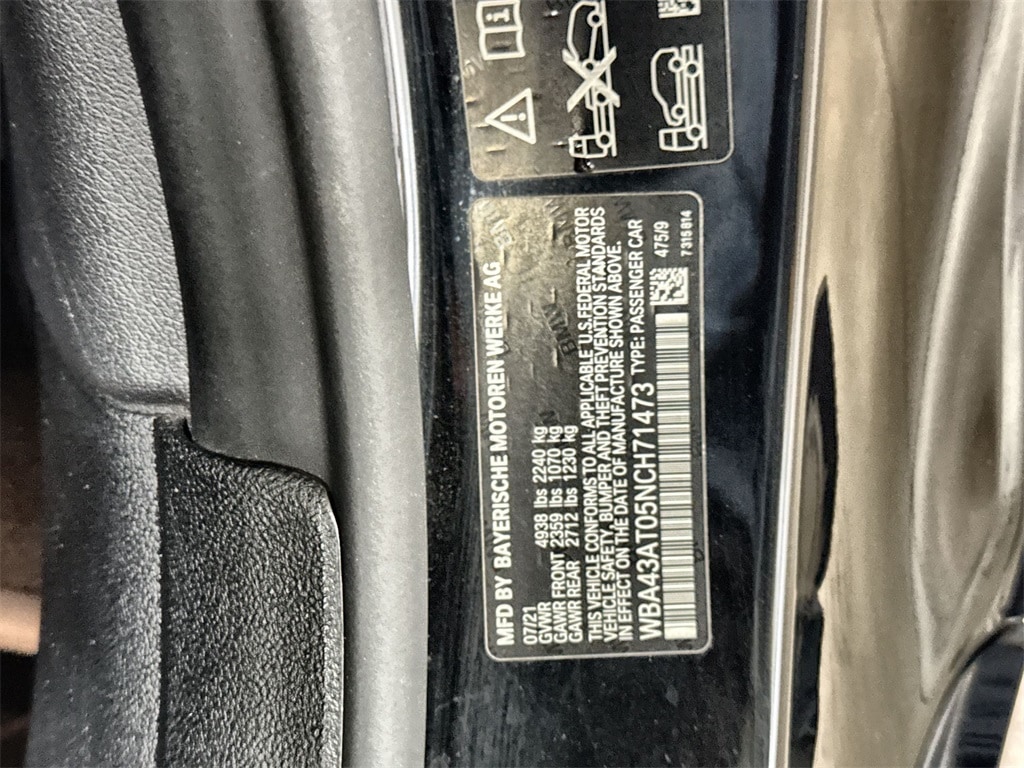 MFD BY BAYERISCHE MOTOREN WERKE AG
07/21
GVWR 4938 lbs 2240 kg
GAWR FRONT 2359 lbs 1070 kg
GAWR REAR 2712 lbs 1230 kg
THIS VEHICLE CONFORMS TO ALL APPLICABLE U.S. FEDERAL MOTOR
VEHICLE SAFETY, BUMPER AND THEFT PREVENTION STANDARDS
IN EFFECT ON THE DATE OF MANUFACTURE SHOWN ABOVE.
WBA43AT05NCH71473 TYPE: PASSENGER CAR
475/9
7 315 814